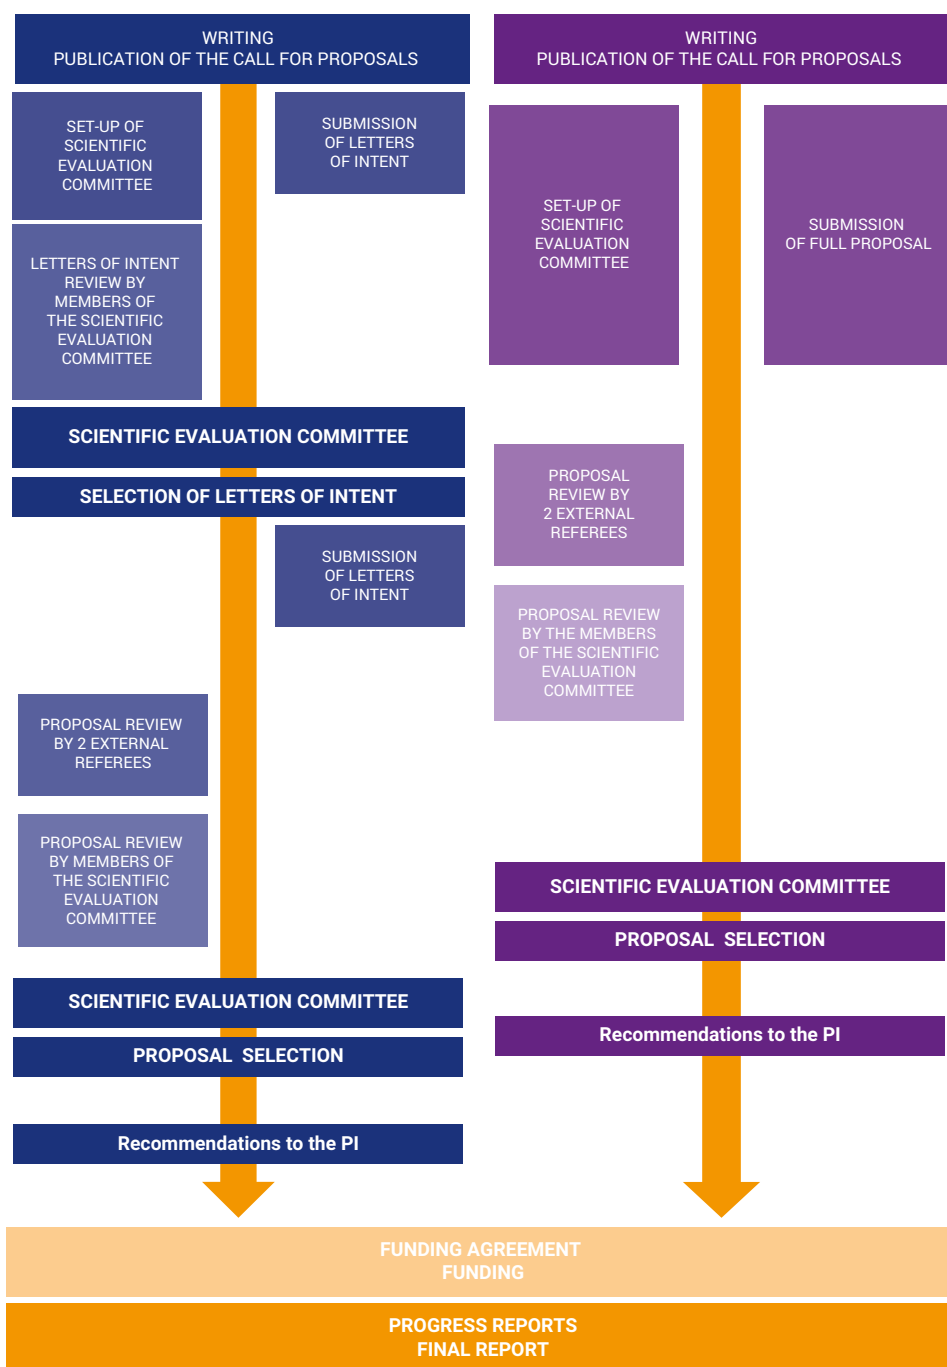 WRITING
PUBLICATION OF THE CALL FOR PROPOSALS
SET-UP OF
SCIENTIFIC
EVALUATION
COMMITTEE
SUBMISSION
OF LETTERS
OF INTENT
LETTERS OF INTENT
REVIEW BY
MEMBERS OF
THE SCIENTIFIC
EVALUATION
COMMITTEE
SCIENTIFIC EVALUATION COMMITTEE
SELECTION OF LETTERS OF INTENT
SUBMISSION
OF LETTERS
OF INTENT
PROPOSAL REVIEW
BY 2 EXTERNAL
REFEREES
PROPOSAL REVIEW
BY MEMBERS OF
THE SCIENTIFIC
EVALUATION
COMMITTEE
SCIENTIFIC EVALUATION COMMITTEE
PROPOSAL SELECTION
Recommendations to the PI
WRITING
PUBLICATION OF THE CALL FOR PROPOSALS
SET-UP OF
SCIENTIFIC
EVALUATION
COMMITTEE
SUBMISSION
OF FULL PROPOSAL
PROPOSAL
REVIEW BY
2 EXTERNAL
REFEREES
PROPOSAL REVIEW
BY THE MEMBERS
OF THE SCIENTIFIC
EVALUATION
COMMITTEE
SCIENTIFIC EVALUATION COMMITTEE
PROPOSAL SELECTION
Recommendations to the PI
FUNDING AGREEMENT
FUNDING
PROGRESS REPORTS
FINAL REPORT